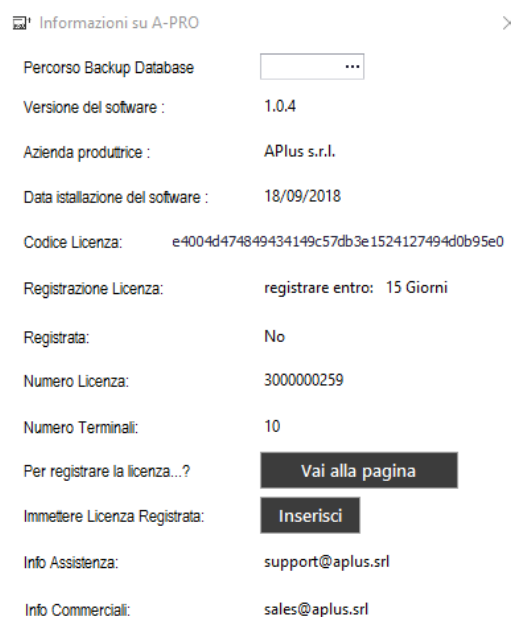 Informazioni su A-PRO
Percorso Backup Database ...
Versione del software : 1.0.4
Azienda produttrice : APlus s.r.l.
Data istallazione del software : 18/09/2018
Codice Licenza: e4004d474849434149c57db3e1524127494d0b95e0
Registrazione Licenza: registrare entro: 15 Giorni
Registrata: No
Numero Licenza: 3000000259
Numero Terminali: 10
Per registrare la licenza...? Vai alla pagina
Immettere Licenza Registrata: Inserisci
Info Assistenza: support@aplus.srl
Info Commerciali: sales@aplus.srl